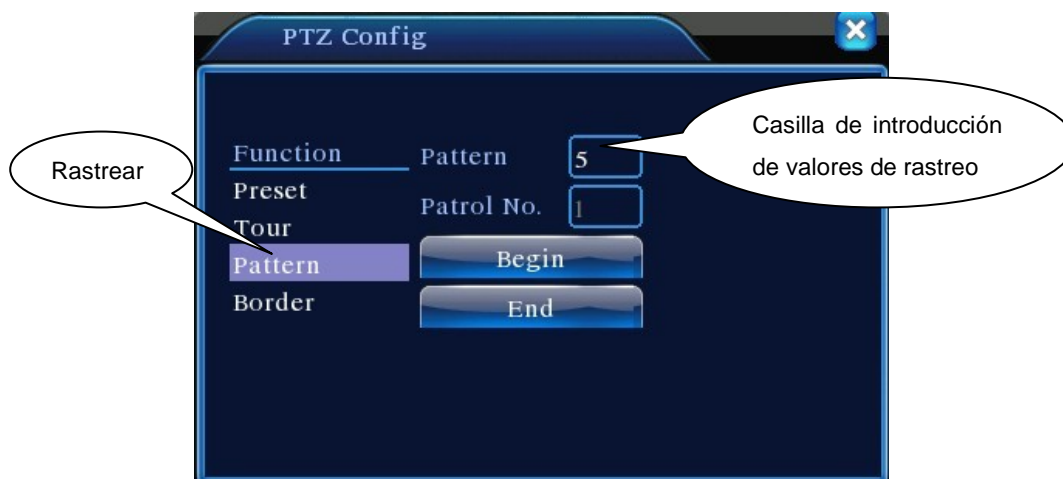 PTZ Config
Casilla de introducción
de valores de rastreo
Rastrear
Function
Preset
Tour
Pattern
Border
Pattern 5
Patrol No. 1
Begin
End